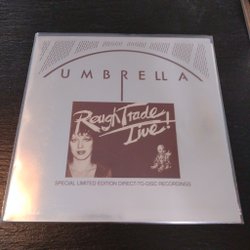 UMBRELLA
Rough Trade
Live!
SPECIAL LIMITED EDITION DIRECT-TO-DISC RECORDINGS